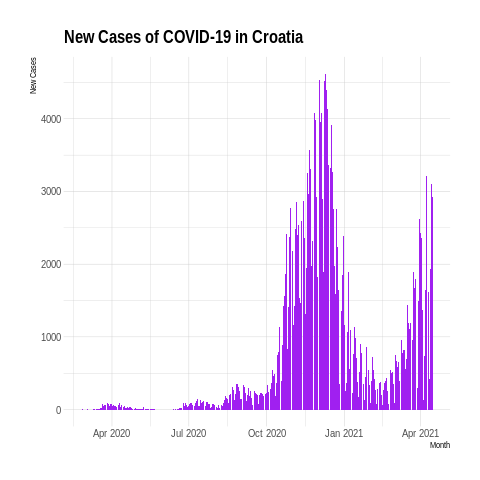 New Cases of COVID-19 in Croatia
New Cases
4000
3000
2000
1000
0
Apr 2020 Jul 2020 Oct 2020 Jan 2021 Apr 2021
Month